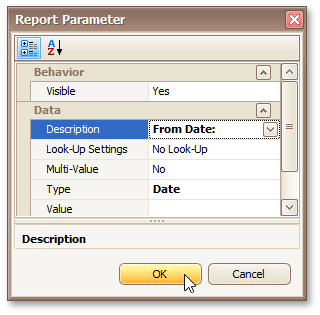 Report Parameter
A
Z
Behavior
Visible Yes
Data
Description From Date:
Look-Up Settings No Look-Up
Multi-Value No
Type Date
Value
Description
OK Cancel